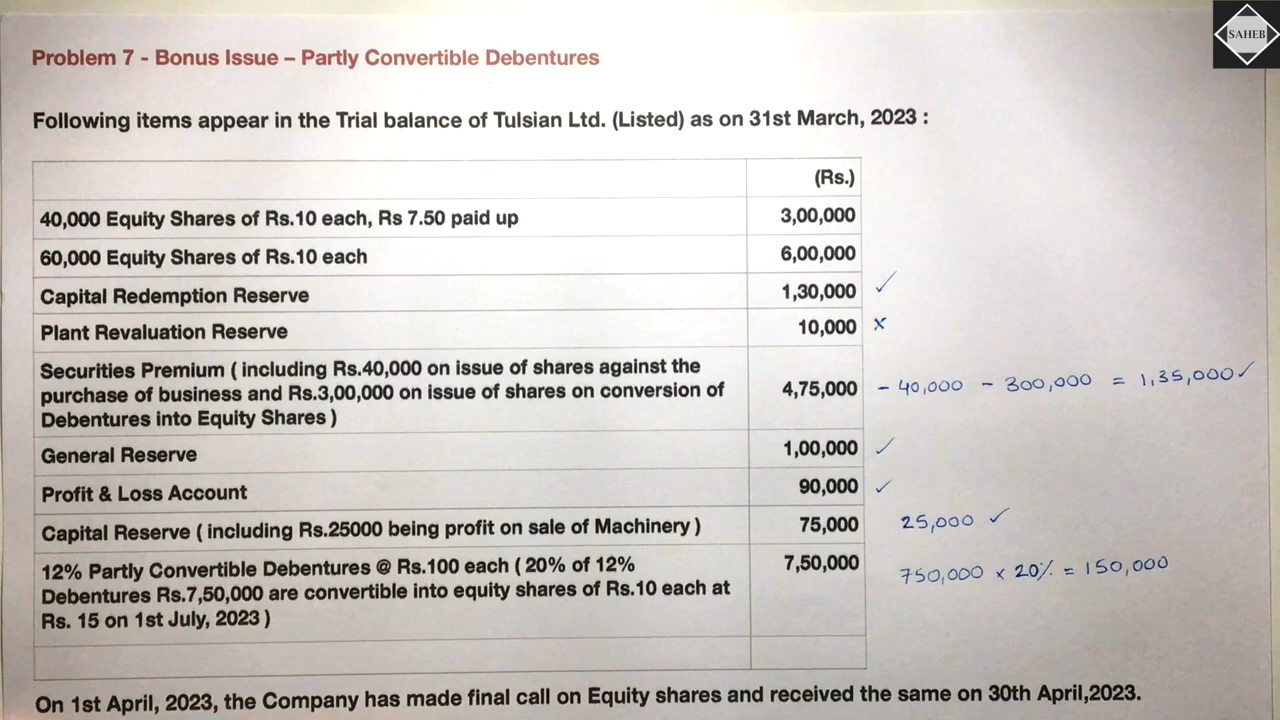 SAHEB
Problem 7 - Bonus Issue – Partly Convertible Debentures
Following items appear in the Trial balance of Tulsian Ltd. (Listed) as on 31st March, 2023 :
(Rs.)
40,000 Equity Shares of Rs.10 each, Rs 7.50 paid up 3,00,000
60,000 Equity Shares of Rs.10 each 6,00,000
Capital Redemption Reserve 1,30,000 ✓
Plant Revaluation Reserve 10,000 x
Securities Premium ( including Rs.40,000 on issue of shares against the
purchase of business and Rs.3,00,000 on issue of shares on conversion of 4,75,000 - 40,000 - 300,000 = 1,35,000 ✓
Debentures into Equity Shares )
General Reserve 1,00,000 ✓
Profit & Loss Account 90,000 ✓
Capital Reserve ( including Rs.25000 being profit on sale of Machinery ) 75,000 25,000 ✓
12% Partly Convertible Debentures @ Rs.100 each ( 20% of 12% 7,50,000 750,000 x 20% = 150,000
Debentures Rs.7,50,000 are convertible into equity shares of Rs.10 each at
Rs. 15 on 1st July, 2023 )
On 1st April, 2023, the Company has made final call on Equity shares and received the same on 30th April,2023.